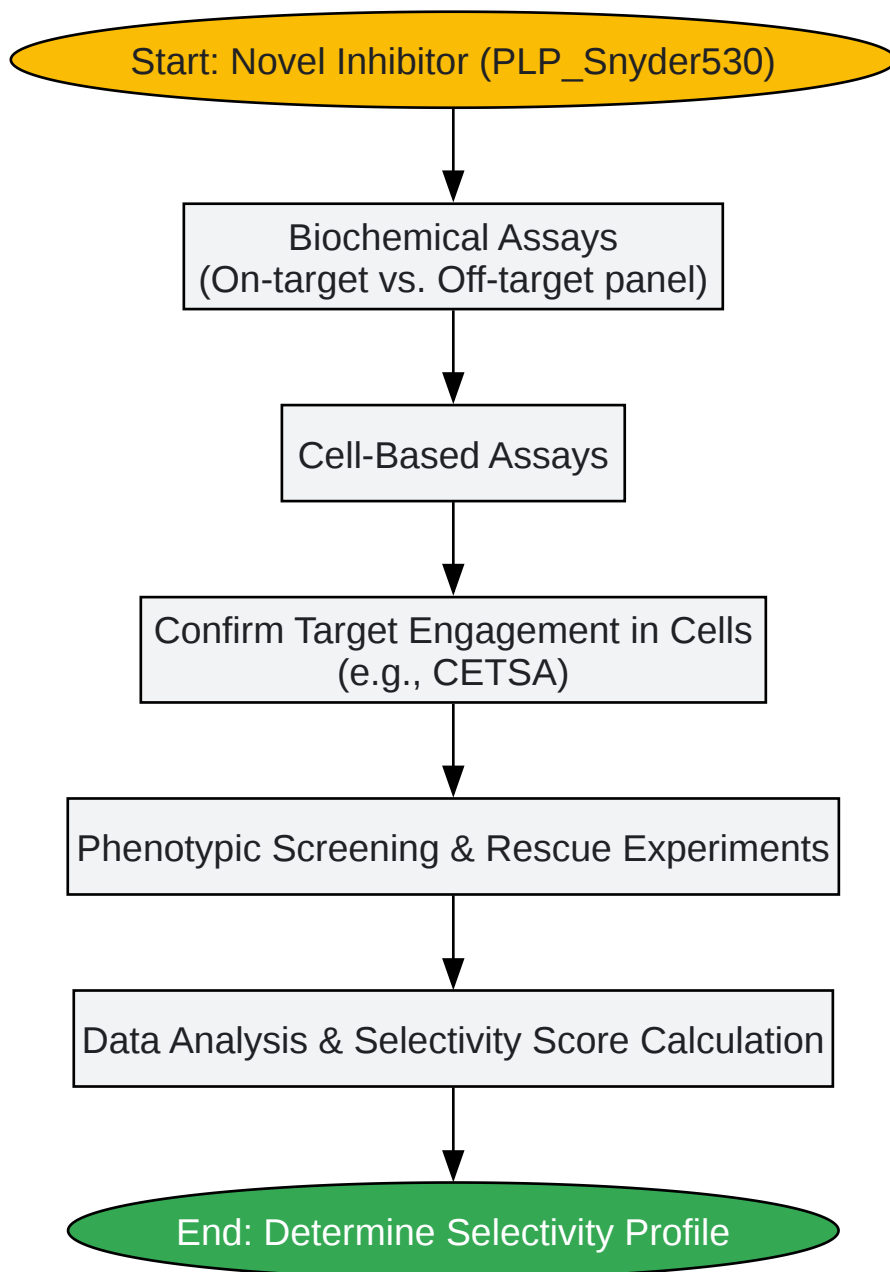 Start: Novel Inhibitor (PLP_Snyder530)
Biochemical Assays
(On-target vs. Off-target panel)
Cell-Based Assays
Confirm Target Engagement in Cells
(e.g., CETSA)
Phenotypic Screening & Rescue Experiments
Data Analysis & Selectivity Score Calculation
End: Determine Selectivity Profile